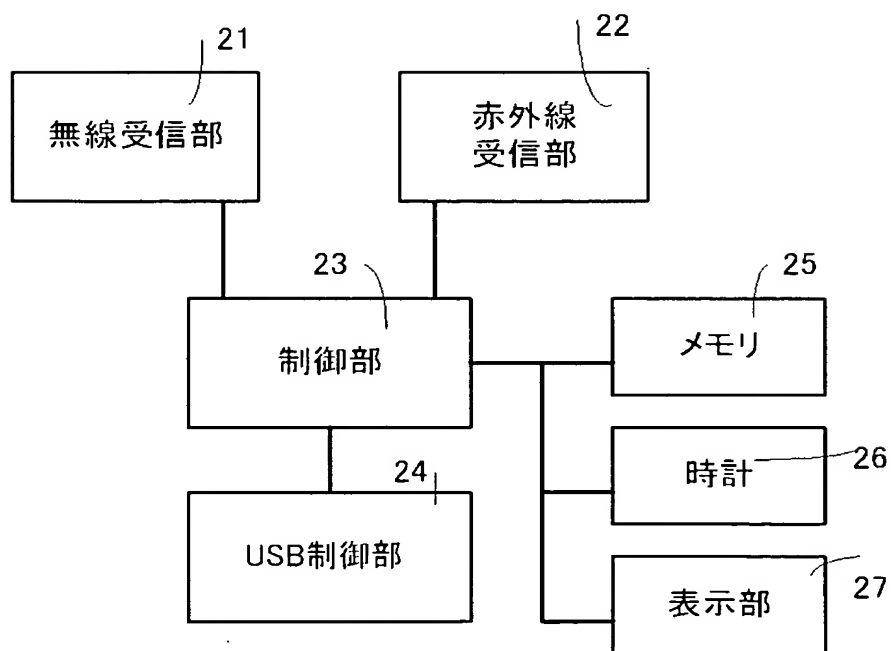 21
22
無線受信部
赤外線
受信部
23
25
制御部
メモリ
24
26
時計
USB制御部
27
表示部